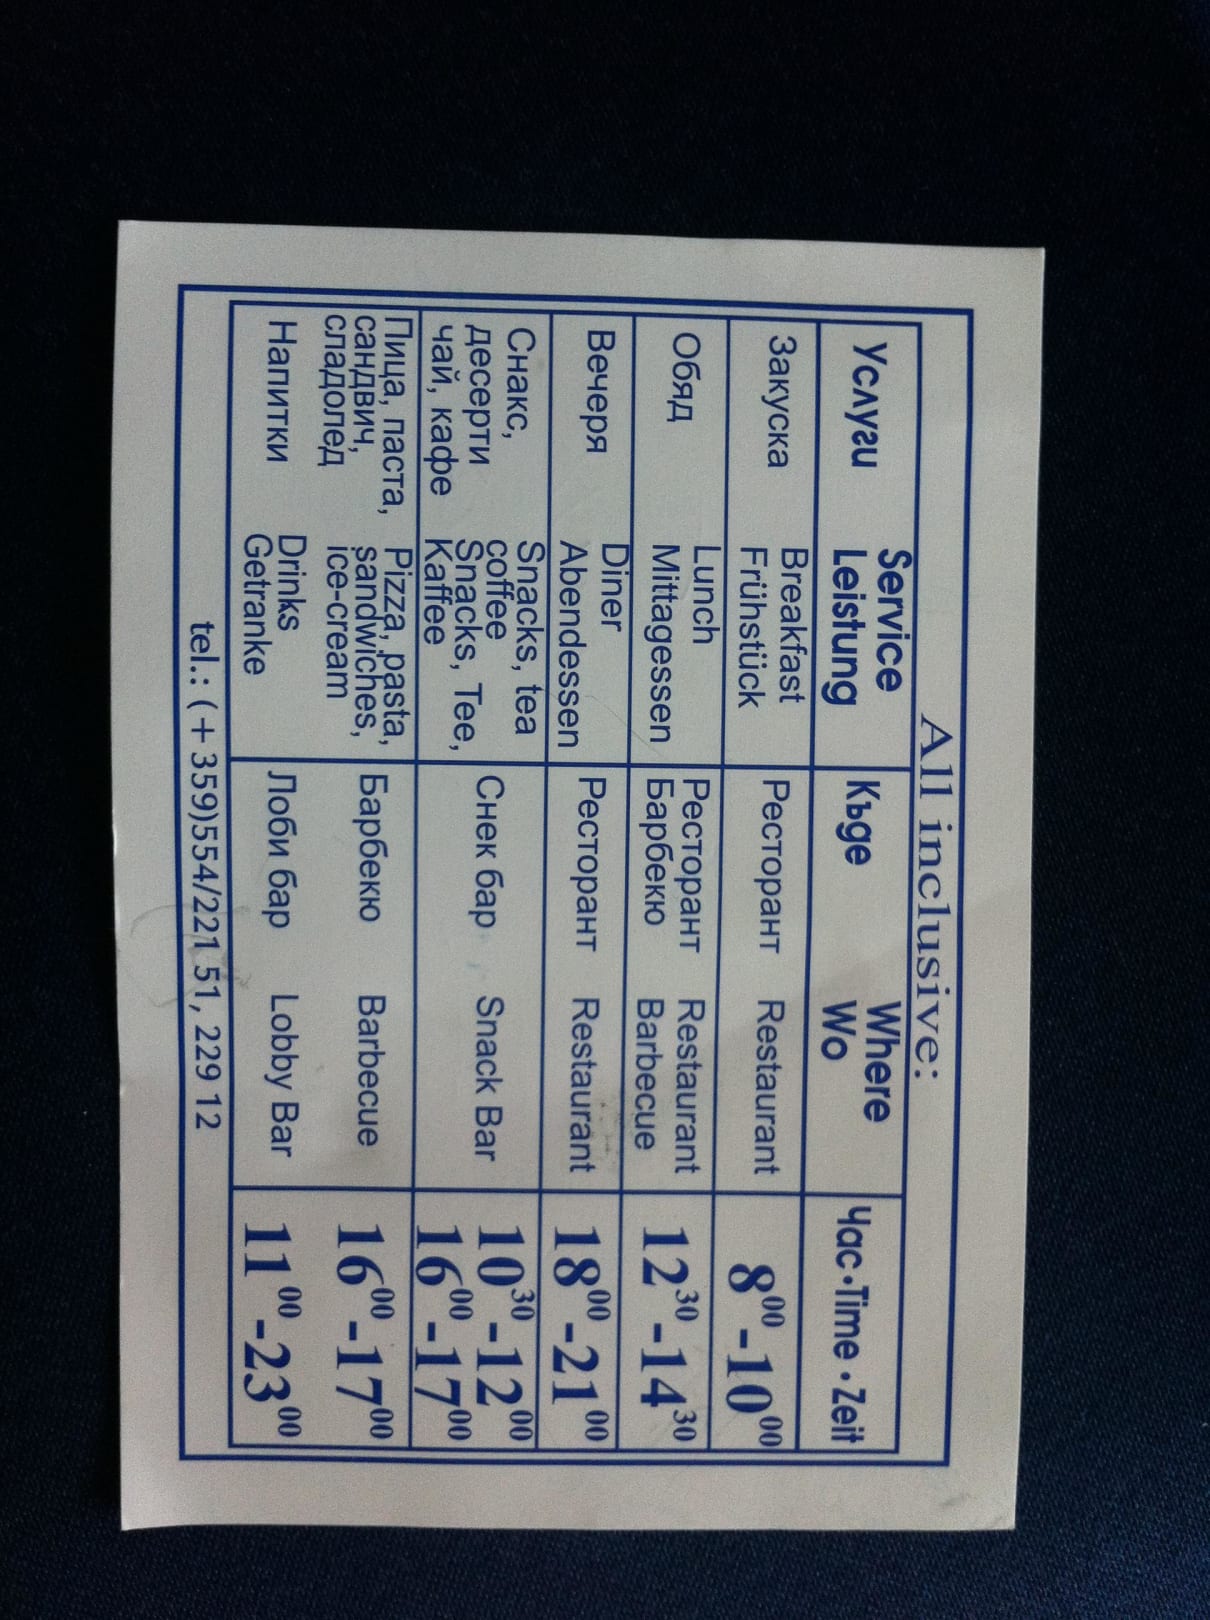 All inclusive:
Услуги Service Leistung Къде Where Wo Час·Time·Zeit
Закуска Breakfast Frühstück Ресторант Restaurant 8⁰⁰-10⁰⁰
Обяд Lunch Mittagessen Ресторант Барбекю Restaurant Barbecue 12³⁰-14³⁰
Вечеря Diner Abendessen Ресторант Restaurant 18⁰⁰-21⁰⁰
Снакс, десерти чай, кафе Snacks, tea coffee Snacks, Tee, Kaffee Снек бар Snack Bar 10³⁰-12⁰⁰ 16⁰⁰-17⁰⁰
Пица, паста, сандвич, сладолед Pizza, pasta, sandwiches, ice-cream Барбекю Barbecue 16⁰⁰-17⁰⁰
Напитки Drinks Getranke Лоби бар Lobby Bar 11⁰⁰-23⁰⁰
tel.: (+359)554/221 51, 229 12